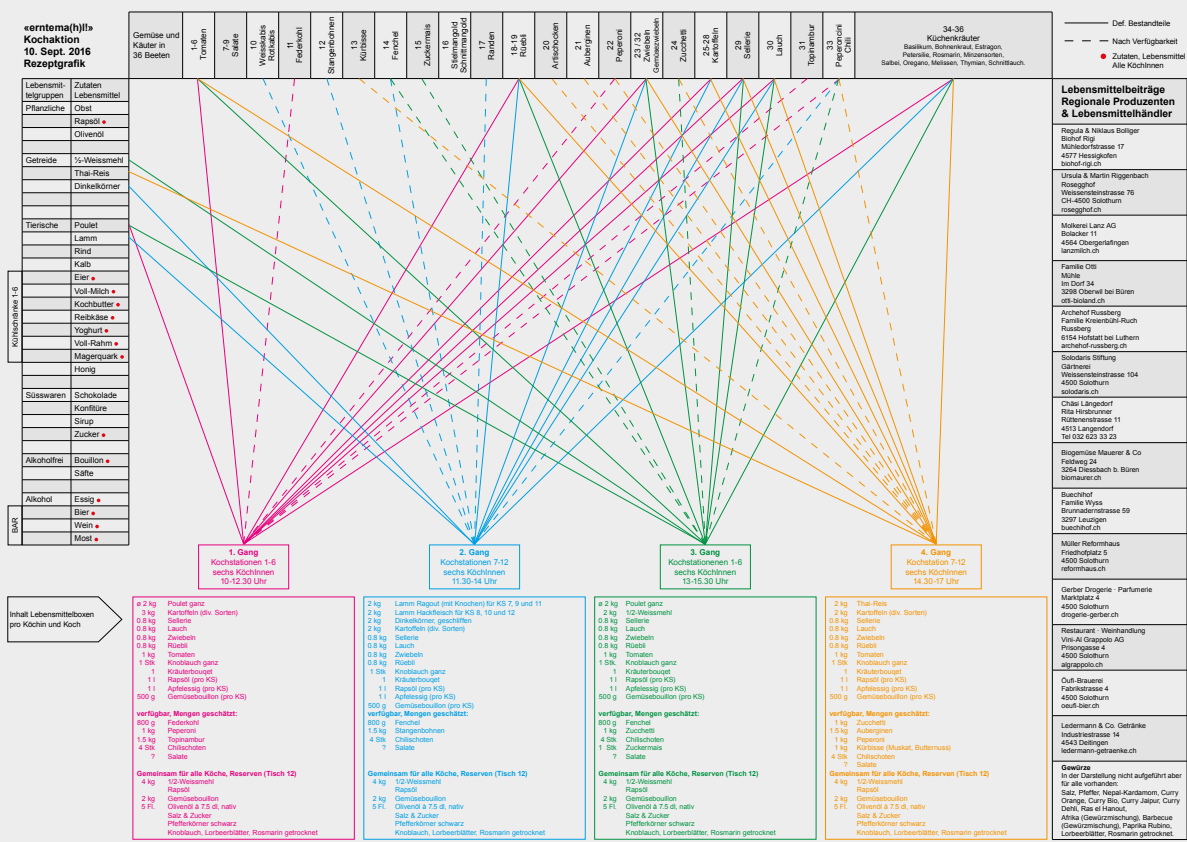 «erntema(h)l!»
Kochaktion
10. Sept. 2016
Rezeptgrafik
Gemüse und
Käuter in
36 Beeten
1-6
Tomaten
7-9
Salate
10
Weisskabis
Rotkabis
11
Federkohl
12
Stangenbohnen
13
Kürbisse
14
Fenchel
15
Zuckermais
16
Stielmangold
Schnittmangold
17
Randen
18-19
Rüebli
20
Artischocken
21
Auberginen
22
Peperoni
23 / 32
Zwiebeln
Gemüsezwiebeln
24
Zucchetti
25-28
Kartoffeln
29
Sellerie
30
Lauch
31
Topinambur
33
Peperoncini
Chili
34-36
Küchenkräuter
Basilikum, Bohnenkraut, Estragon,
Petersilie, Rosmarin, Minzensorten,
Salbei, Oregano, Melissen, Thymian, Schnittlauch.
Def. Bestandteile
Nach Verfügbarkeit
Zutaten, Lebensmittel
Alle KöchInnen
Lebensmit-
telgruppen
Zutaten
Lebensmittel
Pflanzliche Obst
Rapsöl
Olivenöl
Getreide ½-Weissmehl
Thai-Reis
Dinkelkörner
Tierische Poulet
Lamm
Rind
Kalb
Eier
Voll-Milch
Kochbutter
Reibkäse
Yoghurt
Voll-Rahm
Magerquark
Honig
Kühlschränke 1-6
Süsswaren Schokolade
Konfitüre
Sirup
Zucker
Alkoholfrei Bouillon
Säfte
Alkohol Essig
Bier
Wein
Most
BAR
1. Gang
Kochstationen 1-6
sechs KöchInnen
10-12.30 Uhr
2. Gang
Kochstationen 7-12
sechs KöchInnen
11.30-14 Uhr
3. Gang
Kochstationenen 1-6
sechs KöchInnen
13-15.30 Uhr
4. Gang
Kochstationen 7-12
sechs KöchInnen
14.30-17 Uhr
Inhalt Lebensmittelboxen
pro Köchin und Koch
ø 2 kg Poulet ganz
3 kg Kartoffeln (div. Sorten)
0.8 kg Sellerie
0.8 kg Lauch
0.8 kg Zwiebeln
0.8 kg Rüebli
1 kg Tomaten
1 Stk Knoblauch ganz
1 Kräuterbouqet
1 l Rapsöl (pro KS)
1 l Apfelessig (pro KS)
500 g Gemüsebouillon (pro KS)
verfügbar, Mengen geschätzt:
800 g Federkohl
1 kg Peperoni
1.5 kg Topinambur
4 Stk Chilischoten
? Salate
Gemeinsam für alle Köche, Reserven (Tisch 12)
4 kg 1/2-Weissmehl
Rapsöl
2 kg Gemüsebouillon
5 Fl. Olivenöl à 7.5 dl, nativ
Salz & Zucker
Pfefferkörner schwarz
Knoblauch, Lorbeerblätter, Rosmarin getrocknet
2 kg Lamm Ragout (mit Knochen) für KS 7, 9 und 11
2 kg Lamm Hackfleisch für KS 8, 10 und 12
2 kg Dinkelkörner, geschliffen
2 kg Kartoffeln (div. Sorten)
0.8 kg Sellerie
0.8 kg Lauch
0.8 kg Zwiebeln
0.8 kg Rüebli
1 Stk Knoblauch ganz
1 Kräuterbouqet
1 l Rapsöl (pro KS)
1 l Apfelessig (pro KS)
500 g Gemüsebouillon (pro KS)
verfügbar, Mengen geschätzt:
800 g Fenchel
1.5 kg Stangenbohnen
4 Stk Chilischoten
? Salate
Gemeinsam für alle Köche, Reserven (Tisch 12)
4 kg 1/2-Weissmehl
Rapsöl
2 kg Gemüsebouillon
5 Fl. Olivenöl à 7.5 dl, nativ
Salz & Zucker
Pfefferkörner schwarz
Knoblauch, Lorbeerblätter, Rosmarin getrocknet
ø 2 kg Poulet ganz
2 kg 1/2-Weissmehl
0.8 kg Sellerie
0.8 kg Lauch
0.8 kg Zwiebeln
0.8 kg Rüebli
1 kg Tomaten
1 Stk Knoblauch ganz
1 Kräuterbouqet
1 l Rapsöl (pro KS)
1 l Apfelessig (pro KS)
500 g Gemüsebouillon (pro KS)
verfügbar, Mengen geschätzt:
800 g Fenchel
1 kg Zucchetti
4 Stk Chilischoten
1 Stk Zuckermais
? Salate
Gemeinsam für alle Köche, Reserven (Tisch 12)
4 kg 1/2-Weissmehl
Rapsöl
2 kg Gemüsebouillon
5 Fl. Olivenöl à 7.5 dl, nativ
Salz & Zucker
Pfefferkörner schwarz
Knoblauch, Lorbeerblätter, Rosmarin getrocknet
2 kg Thai-Reis
2 kg Kartoffeln (div. Sorten)
0.8 kg Sellerie
0.8 kg Lauch
0.8 kg Zwiebeln
0.8 kg Rüebli
1 kg Tomaten
1 Stk Knoblauch ganz
1 Kräuterbouqet
1 l Rapsöl (pro KS)
1 l Apfelessig (pro KS)
500 g Gemüsebouillon (pro KS)
verfügbar, Mengen geschätzt:
1 kg Zucchetti
1.5 kg Auberginen
1 kg Peperoni
1 kg Kürbisse (Muskat, Butternuss)
4 Stk Chilischoten
? Salate
Gemeinsam für alle Köche, Reserven (Tisch 12)
4 kg 1/2-Weissmehl
Rapsöl
2 kg Gemüsebouillon
5 Fl. Olivenöl à 7.5 dl, nativ
Salz & Zucker
Pfefferkörner schwarz
Knoblauch, Lorbeerblätter, Rosmarin getrocknet
Lebensmittelbeiträge
Regionale Produzenten
& Lebensmittelhändler
Regula & Niklaus Bolliger
Biohof Rigi
Mühledorfstrasse 17
4577 Hessigkofen
biohof-rigi.ch
Ursula & Martin Riggenbach
Rosegghof
Weissensteinstrasse 76
CH-4500 Solothurn
rosegghof.ch
Molkerei Lanz AG
Bolacker 11
4564 Obergerlafingen
lanzmilch.ch
Familie Otti
Mühle
Im Dorf 34
3298 Oberwil bei Büren
otti-bioland.ch
Archehof Russberg
Familie Kreienbühl-Ruch
Russberg
6154 Hofstatt bei Luthern
archehof-russberg.ch
Solodaris Stiftung
Gärtnerei
Weissensteinstrasse 104
4500 Solothurn
solodaris.ch
Chäsi Längedorf
Rita Hirsbrunner
Rüttenenstrasse 11
4513 Langendorf
Tel 032 623 33 23
Biogemüse Mauerer & Co
Feldweg 24
3264 Diessbach b. Büren
biomaurer.ch
Buechlhof
Familie Wyss
Brunnadernstrasse 59
3297 Leuzigen
buechlhof.ch
Müller Reformhaus
Friedhofplatz 5
4500 Solothurn
reformhaus.ch
Gerber Drogerie · Parfumerie
Marktplatz 4
4500 Solothurn
drogerie-gerber.ch
Restaurant · Weinhandlung
Vini-Al Grappolo AG
Prisongasse 4
4500 Solothurn
algrappolo.ch
Öufi-Brauerei
Fabrikstrasse 4
4500 Solothurn
oeufi-bier.ch
Ledermann & Co. Getränke
Industriestrasse 14
4543 Deitingen
ledermann-getraenke.ch
Gewürze
In der Darstellung nicht aufgeführt aber
für alle vorhanden:
Salz, Pfeffer, Nepal-Kardamom, Curry
Orange, Curry Bio, Curry Jaipur, Curry
Dehli, Ras el Hanout,
Afrika (Gewürzmischung), Barbecue
(Gewürzmischung), Paprika Rubino,
Lorbeerblätter, Rosmarin getrocknet.